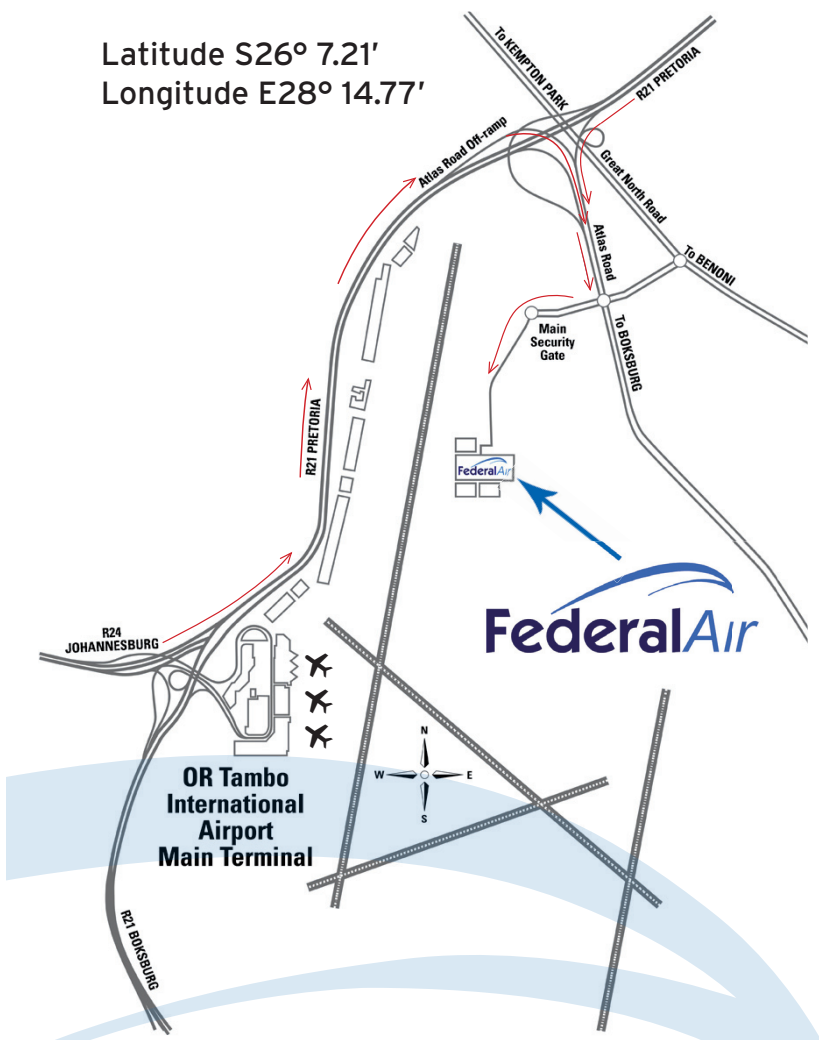 Latitude S26° 7.21'
Longitude E28° 14.77'
To KEMPTON PARK
R21 PRETORIA
Atlas Road Off-ramp
Great North Road
Atlas Road
To BENONI
Main
Security
Gate
To BOKSBURG
R21 PRETORIA
FederalAir
FederalAir
R24
JOHANNESBURG
N
W
E
S
OR Tambo
International
Airport
Main Terminal
R21 BOKSBURG